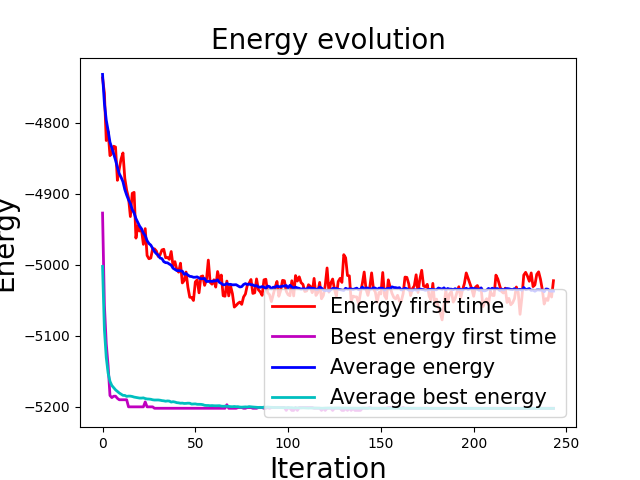 Energy evolution
Energy
−4800
−4900
−5000
−5100
−5200
0
50
100
150
200
250
Iteration
Energy first time
Best energy first time
Average energy
Average best energy